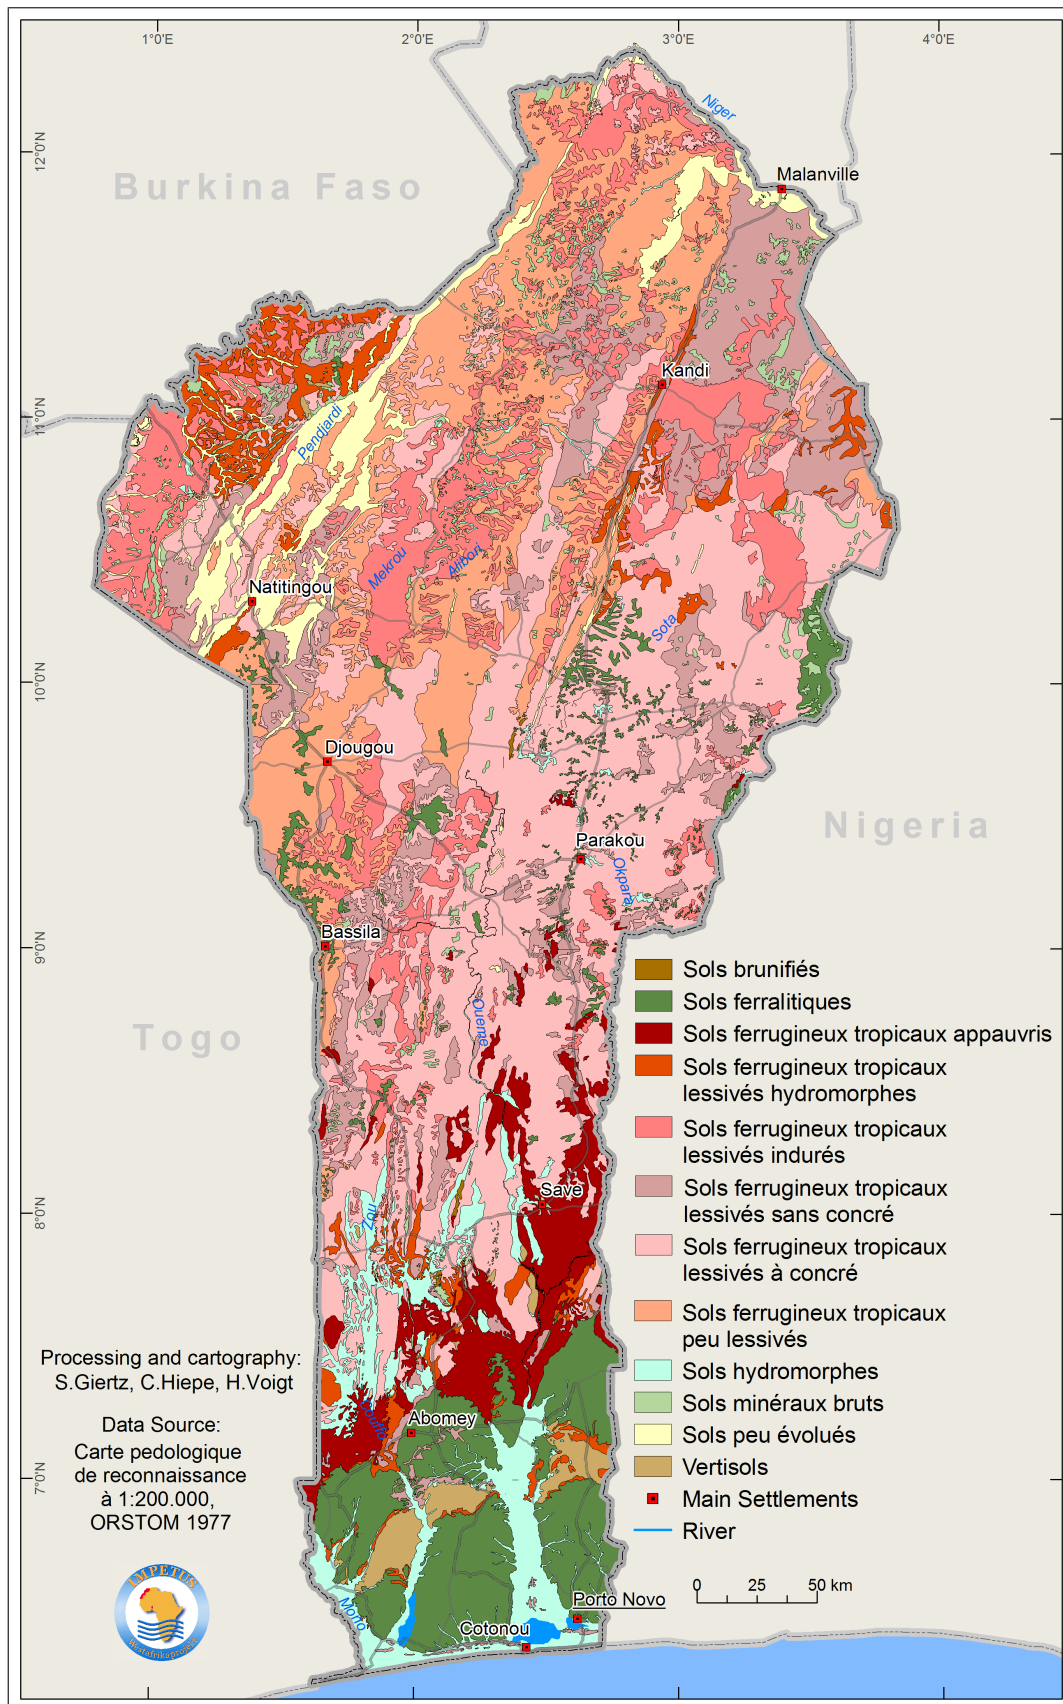 1°0'E
2°0'E
3°0'E
4°0'E
12°0'N
11°0'N
10°0'N
9°0'N
8°0'N
7°0'N
Niger
Malanville
Burkina Faso
Kandi
Pendjardi
Mekrou
Alibori
Natitingou
Sota
Djougou
Nigeria
Parakou
Okpara
Bassila
Togo
Oueme
Save
Zou
Couffo
Abomey
Mono
Porto Novo
Cotonou
Sols brunifiés
Sols ferralitiques
Sols ferrugineux tropicaux appauvris
Sols ferrugineux tropicaux
lessivés hydromorphes
Sols ferrugineux tropicaux
lessivés indurés
Sols ferrugineux tropicaux
lessivés sans concré
Sols ferrugineux tropicaux
lessivés à concré
Sols ferrugineux tropicaux
peu lessivés
Sols hydromorphes
Sols minéraux bruts
Sols peu évolués
Vertisols
Main Settlements
River
0 25 50 km
Processing and cartography:
S.Giertz, C.Hiepe, H.Voigt
Data Source:
Carte pedologique
de reconnaissance
à 1:200.000,
ORSTOM 1977
IMPETUS
Westafrikaprojekt